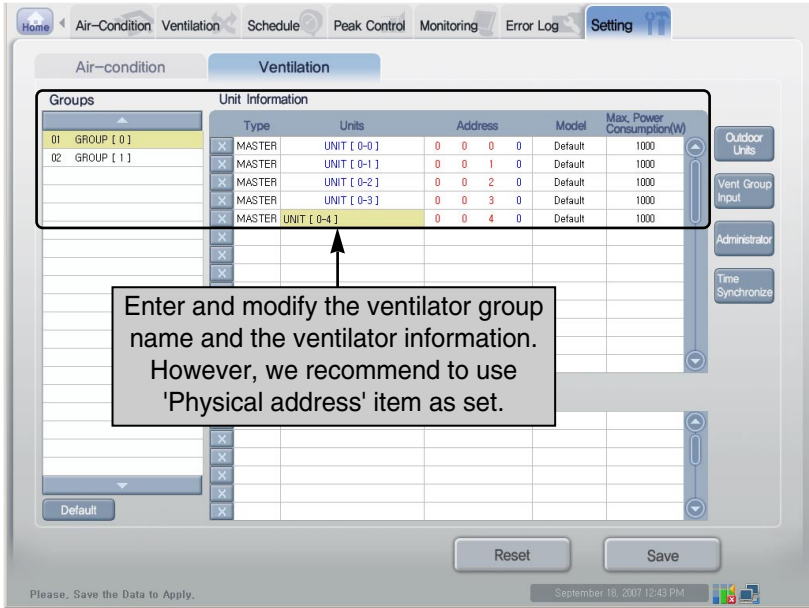 Home Air-Condition Ventilation Schedule Peak Control Monitoring Error Log Setting
Air-condition Ventilation
Groups Unit Information
Type Units Address Model Max, Power Consumption(W)
01 GROUP [ 0 ]
02 GROUP [ 1 ]
X MASTER UNIT [ 0-0 ] 0 0 0 0 Default 1000
X MASTER UNIT [ 0-1 ] 0 0 1 0 Default 1000
X MASTER UNIT [ 0-2 ] 0 0 2 0 Default 1000
X MASTER UNIT [ 0-3 ] 0 0 3 0 Default 1000
X MASTER UNIT [ 0-4 ] 0 0 4 0 Default 1000
X
X
X
Outdoor
Units
Vent Group
Input
Administrator
Time
Synchronize
Enter and modify the ventilator group
name and the ventilator information.
However, we recommend to use
'Physical address' item as set.
X
X
X
X
X
Default
Reset Save
Please, Save the Data to Apply,
September 18, 2007 12:43 PM